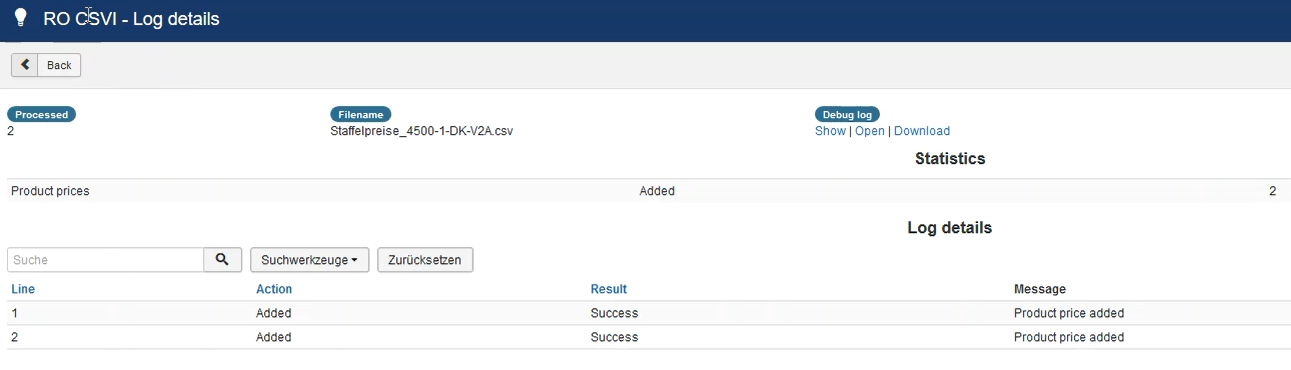 RO CSVI - Log details
Back
Processed Filename Debug log
2 Staffelpreise_4500-1-DK-V2A.csv Show | Open | Download
Statistics
Product prices Added 2
Log details
Suche Suchwerkzeuge Zurücksetzen
Line Action Result Message
1 Added Success Product price added
2 Added Success Product price added